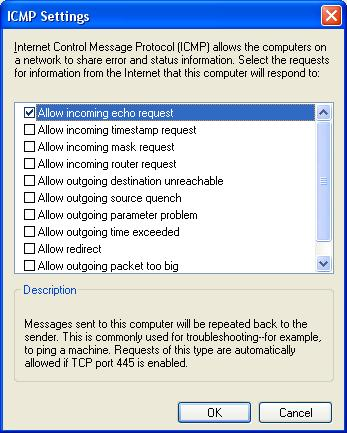 ICMP Settings
Internet Control Message Protocol (ICMP) allows the computers
on a network to share error and status information. Select the requests
for information from the Internet that this computer will respond to:
Allow incoming echo request
Allow incoming timestamp request
Allow incoming mask request
Allow incoming router request
Allow outgoing destination unreachable
Allow outgoing source quench
Allow outgoing parameter problem
Allow outgoing time exceeded
Allow redirect
Allow outgoing packet too big
Description
Messages sent to this computer will be repeated back to the
sender. This is commonly used for troubleshooting--for example,
to ping a machine. Requests of this type are automatically
allowed if TCP port 445 is enabled.
OK
Cancel